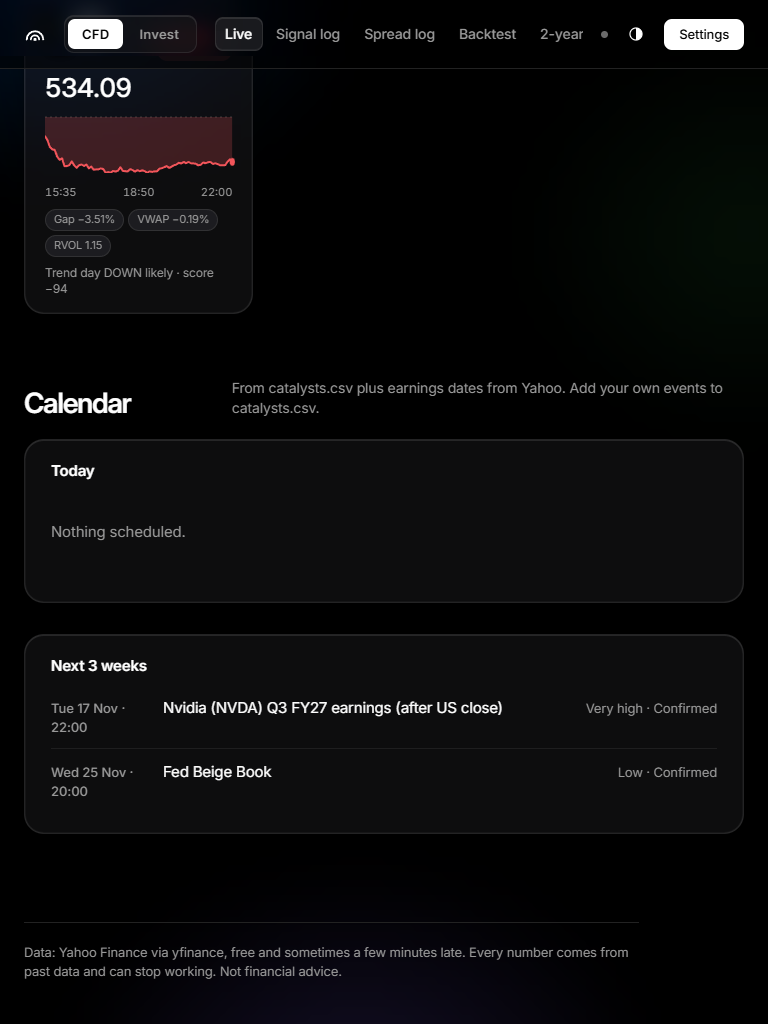 CFD Invest Live Signal log Spread log Backtest 2-year Settings
534.09
15:35 18:50 22:00
Gap −3.51% VWAP −0.19%
RVOL 1.15
Trend day DOWN likely · score
−94
Calendar
From catalysts.csv plus earnings dates from Yahoo. Add your own events to
catalysts.csv.
Today
Nothing scheduled.
Next 3 weeks
Tue 17 Nov ·
22:00
Nvidia (NVDA) Q3 FY27 earnings (after US close)
Very high · Confirmed
Wed 25 Nov ·
20:00
Fed Beige Book
Low · Confirmed
Data: Yahoo Finance via yfinance, free and sometimes a few minutes late. Every number comes from
past data and can stop working. Not financial advice.